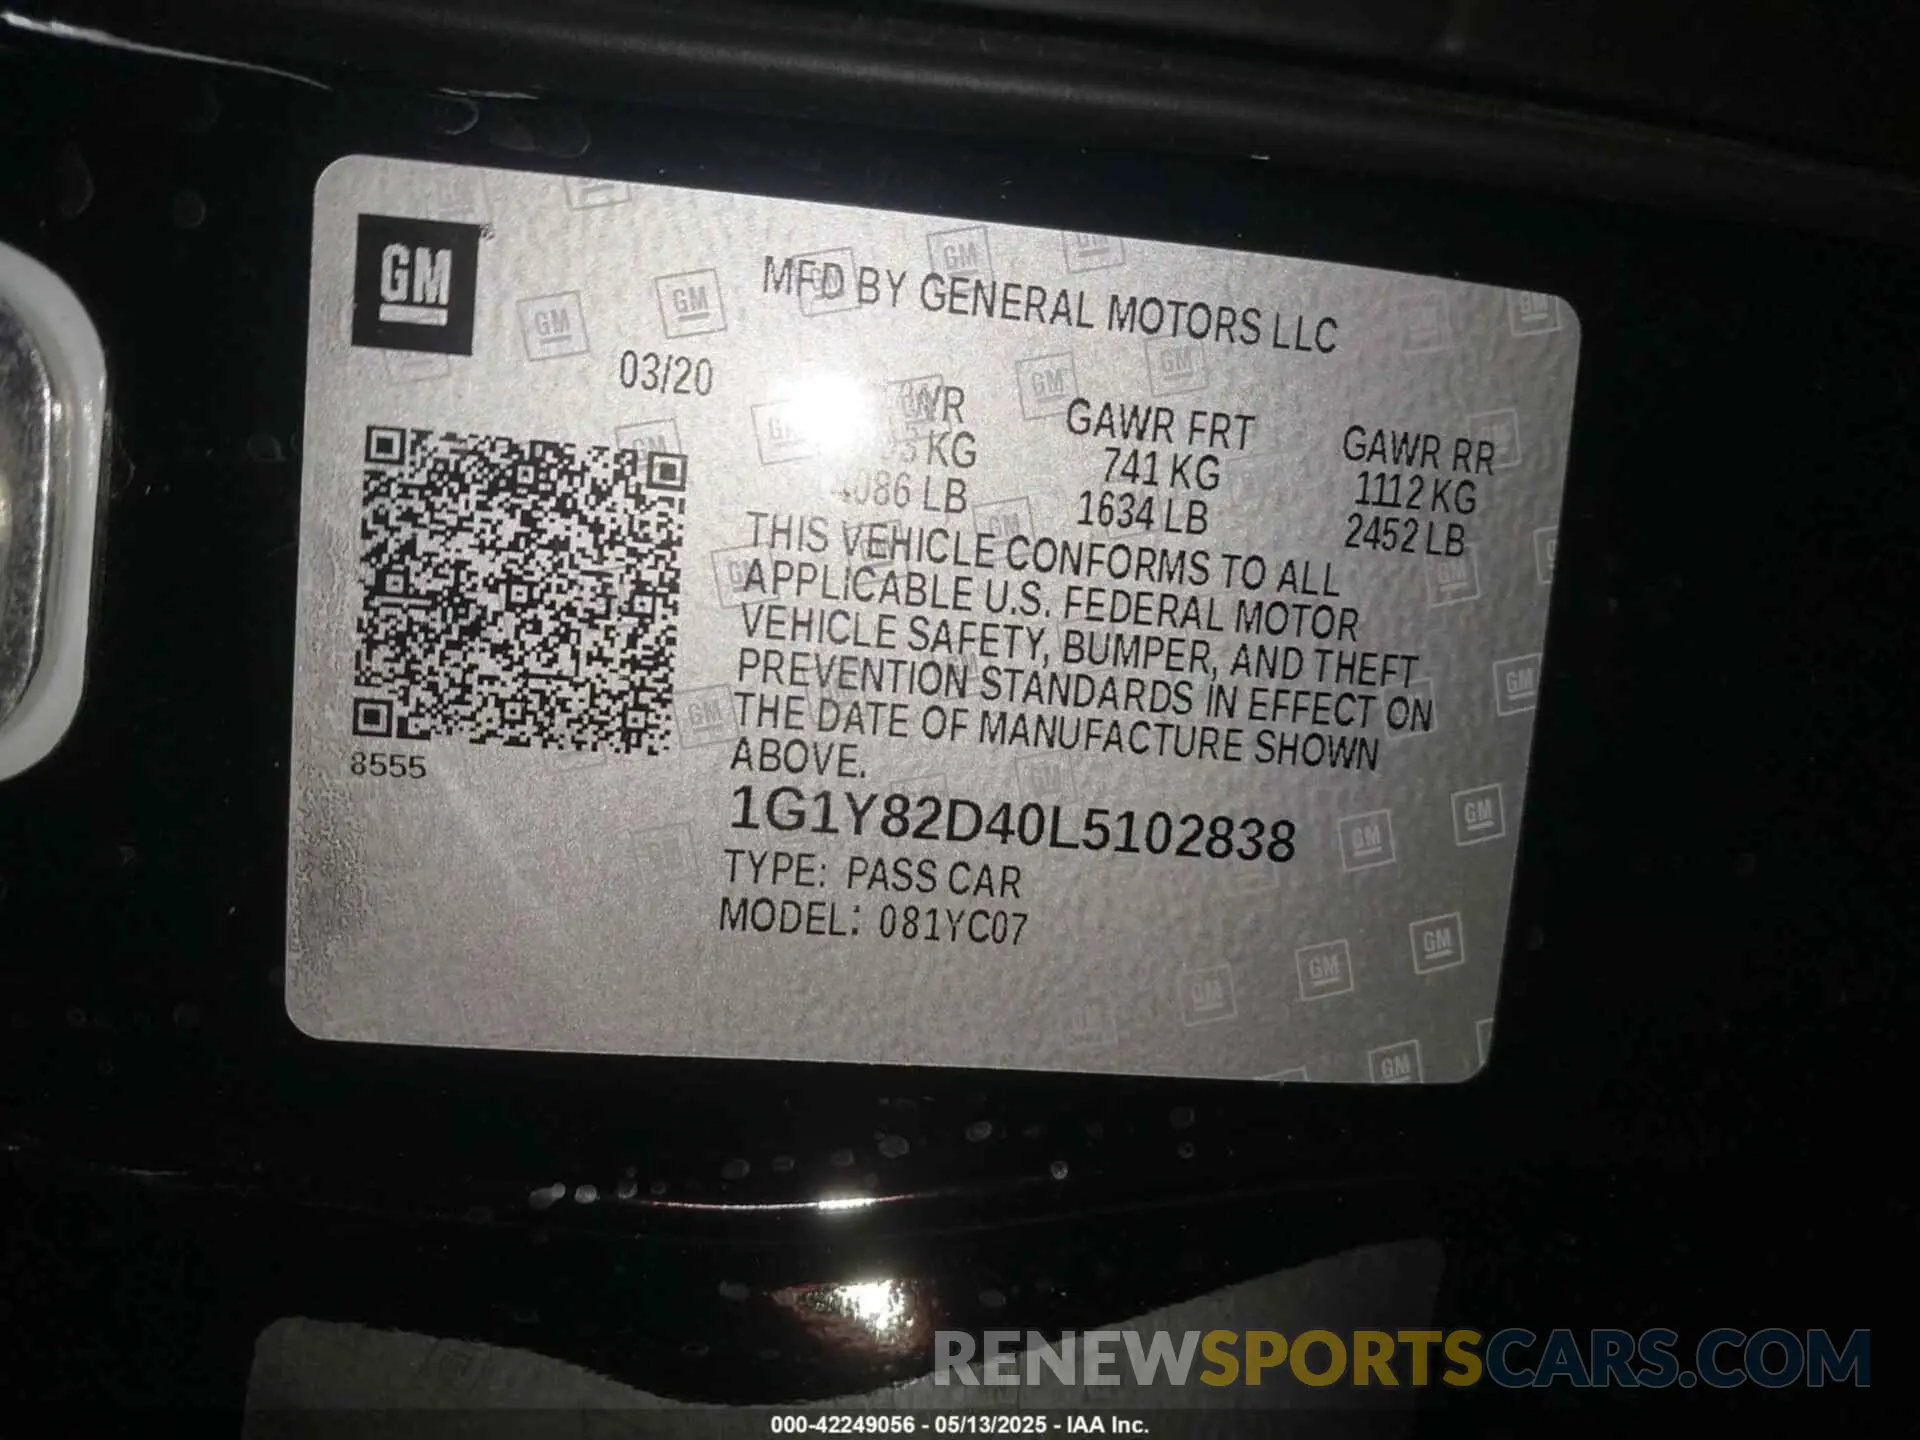 GM
MFD BY GENERAL MOTORS LLC
03/20
GAWR FRT GAWR RR
KG 741 KG 1112 KG
4086 LB 1634 LB 2452 LB
THIS VEHICLE CONFORMS TO ALL
APPLICABLE U.S. FEDERAL MOTOR
VEHICLE SAFETY, BUMPER, AND THEFT
PREVENTION STANDARDS IN EFFECT ON
THE DATE OF MANUFACTURE SHOWN
ABOVE.
8555
1G1Y82D40L5102838
TYPE: PASS CAR
MODEL: 081YC07
RENEWSPORTSCARS.COM
000-42249056 - 05/13/2025 - IAA Inc.